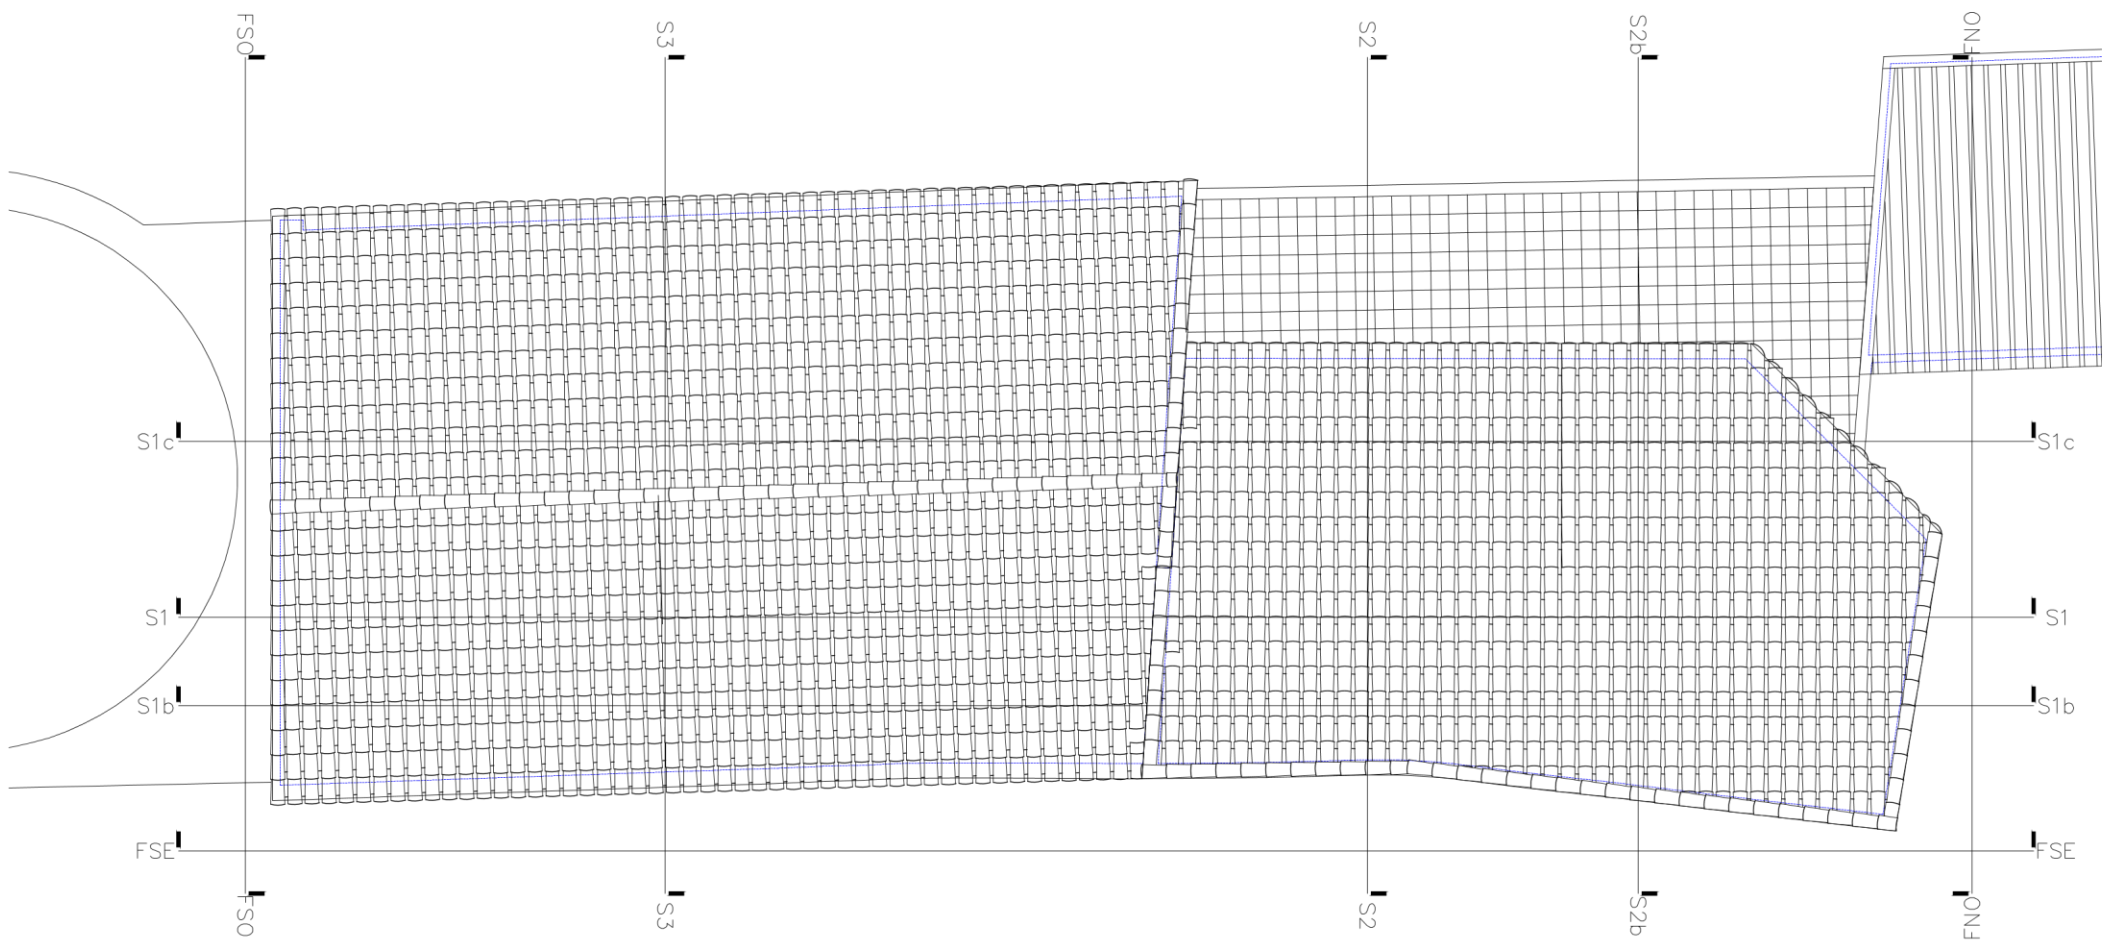 FSO
S3
S2
S2b
FNO
S1c
S1c
S1
S1
S1b
S1b
FSE
FSE
FSO
S3
S2
S2b
FNO